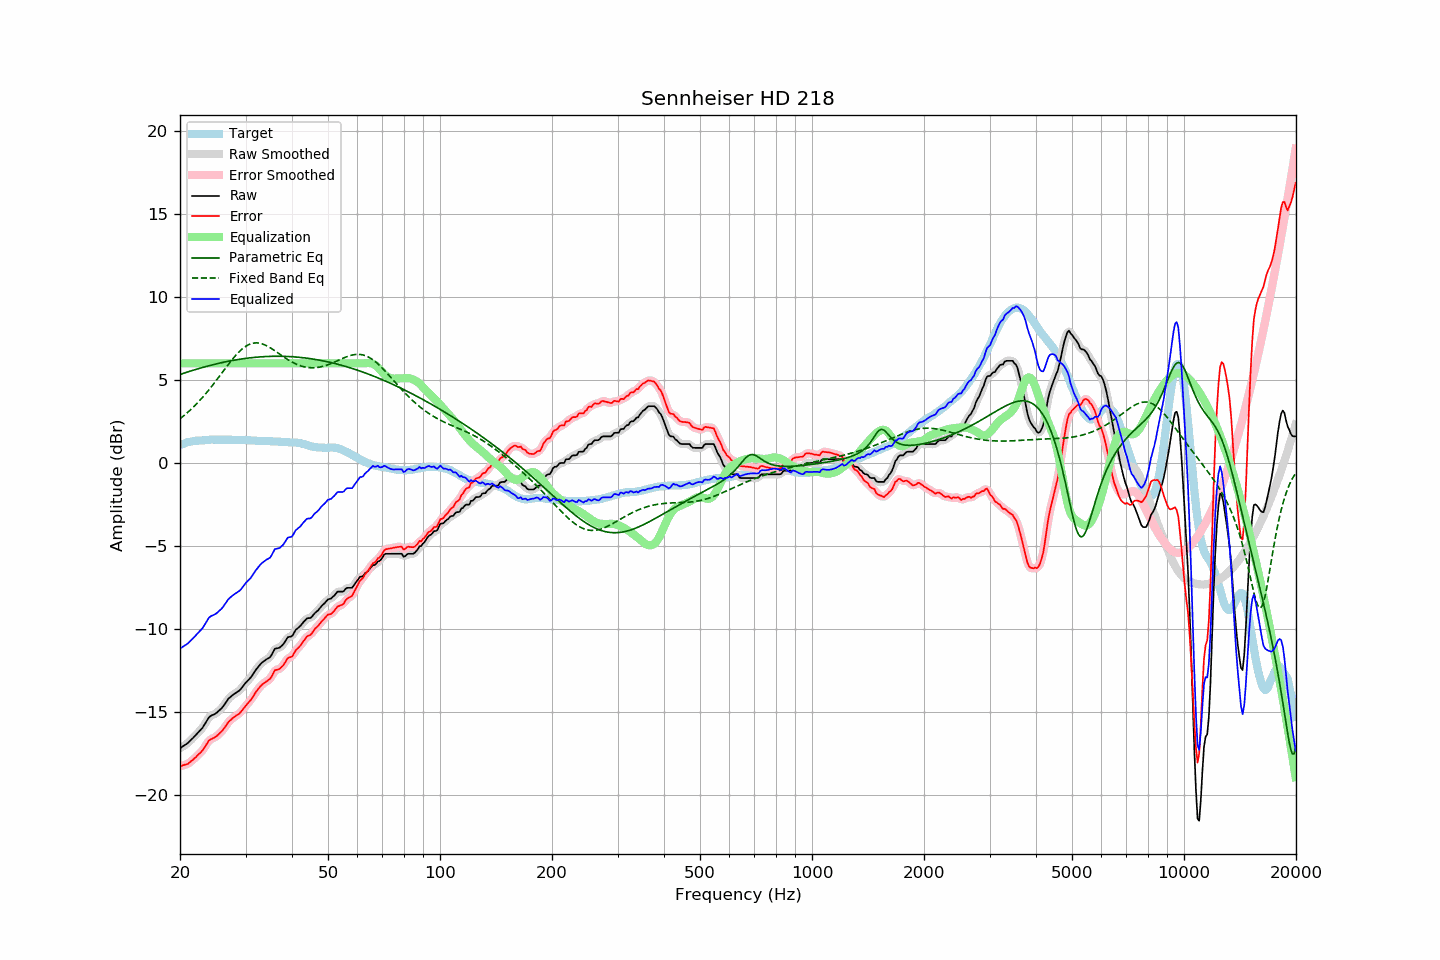 Sennheiser HD 218
Target
Raw Smoothed
Error Smoothed
Raw
Error
Equalization
Parametric Eq
Fixed Band Eq
Equalized
20
15
10
5
0
−5
−10
−15
−20
Amplitude (dBr)
20 50 100 200 500 1000 2000 5000 10000 20000
Frequency (Hz)